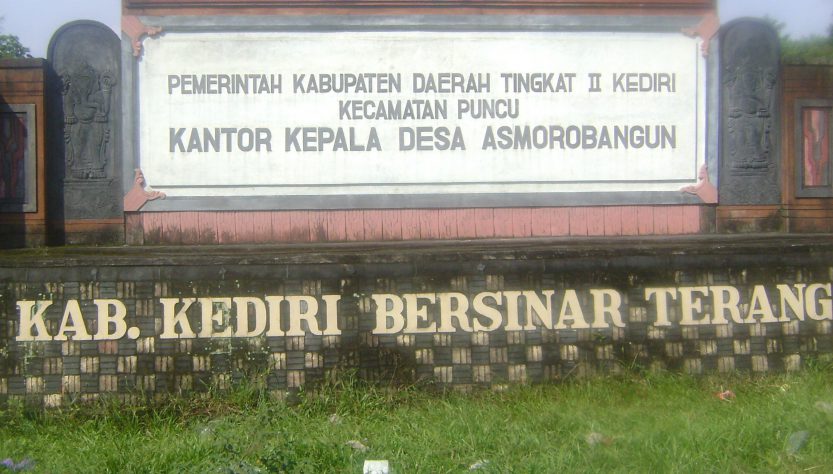 PEMERINTAH KABUPATEN DAERAH TINGKAT II KEDIRI
KECAMATAN PUNCU
KANTOR KEPALA DESA ASMOROBANGUN
KAB. KEDIRI BERSINAR TERANG